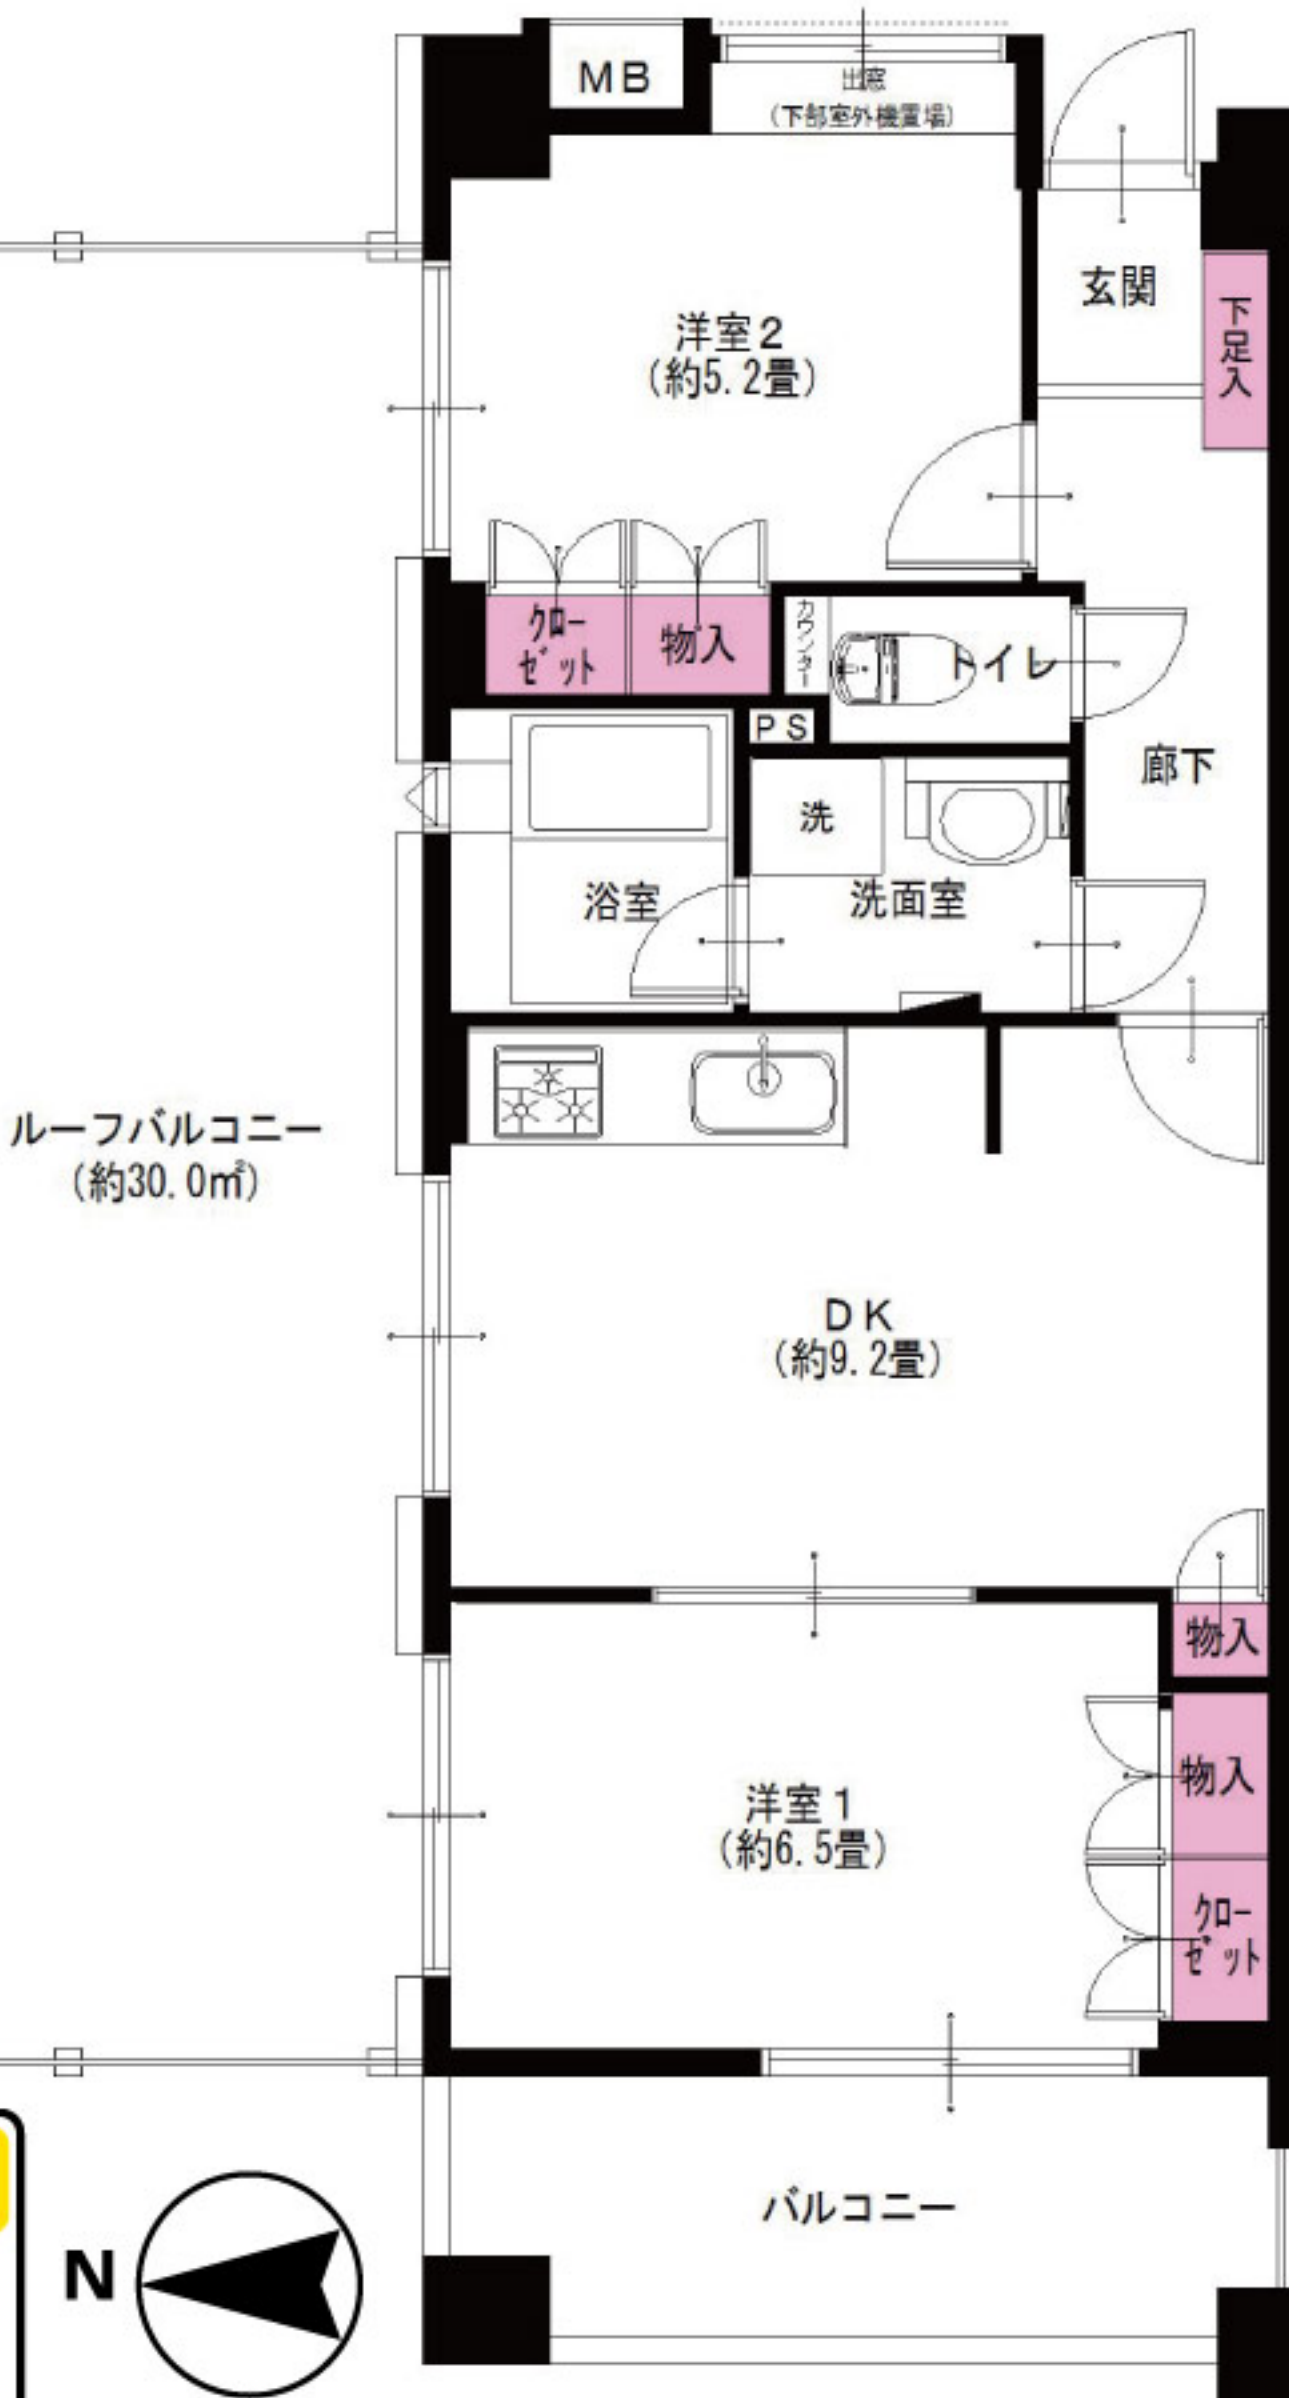 MB
出窓
(下部室外機置場)
玄関
下足入
洋室2
(約5.2畳)
クロー
ゼット
物入
カウンター
トイレ
PS
廊下
洗
浴室
洗面室
ルーフバルコニー
(約30.0㎡)
DK
(約9.2畳)
物入
洋室1
(約6.5畳)
物入
クロー
ゼット
バルコニー
N